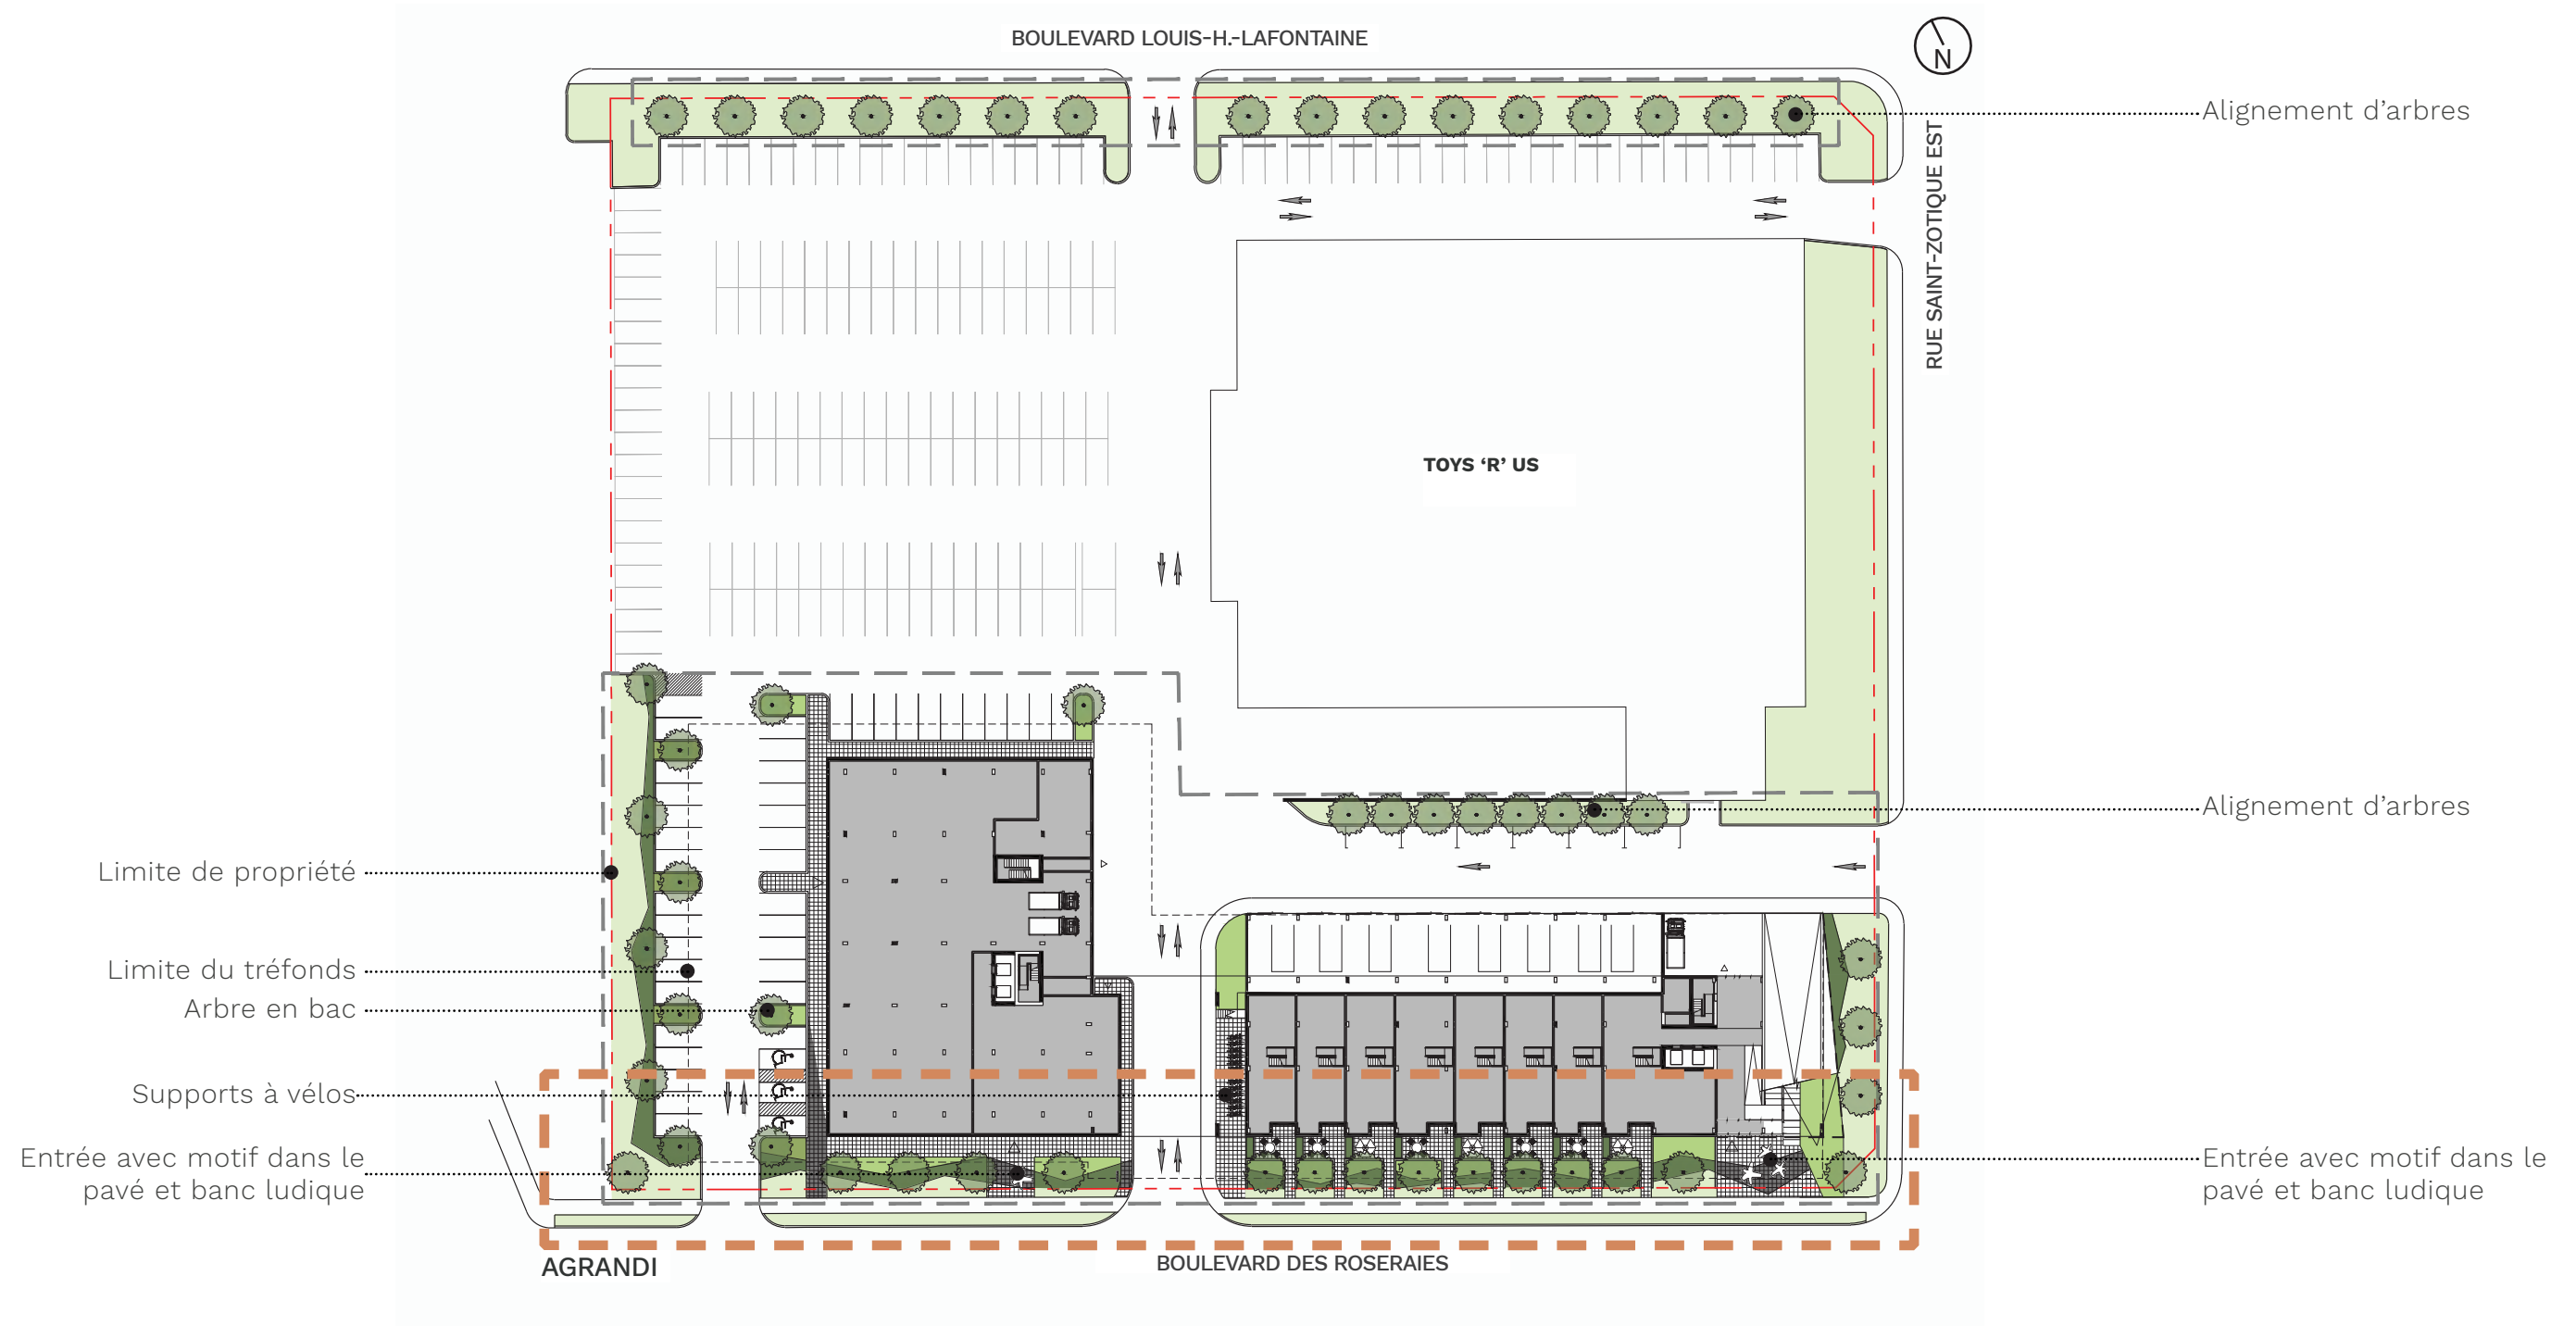 BOULEVARD LOUIS-H.-LAFONTAINE
N
Alignement d’arbres
RUE SAINT-ZOTIQUE EST
TOYS ‘R’ US
Alignement d’arbres
Limite de propriété
Limite du tréfonds
Arbre en bac
Supports à vélos
Entrée avec motif dans le
pavé et banc ludique
Entrée avec motif dans le
pavé et banc ludique
AGRANDI
BOULEVARD DES ROSERAIES